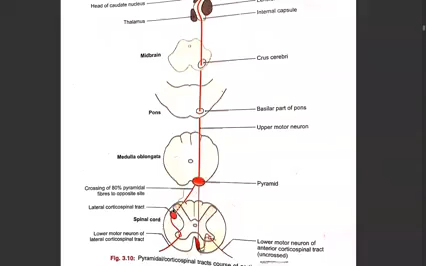 Head of caudate nucleus
Internal capsule
Thalamus
Midbrain
Crus cerebri
Pons
Basilar part of pons
Upper motor neuron
Medulla oblongata
Pyramid
Crossing of 80% pyramidal
fibres to opposite side
Lateral corticospinal tract
Spinal cord
Lower motor neuron of
lateral corticospinal tract
Lower motor neuron of
anterior corticospinal tract
(uncrossed)
Fig. 3.10: Pyramidal/corticospinal tracts course of